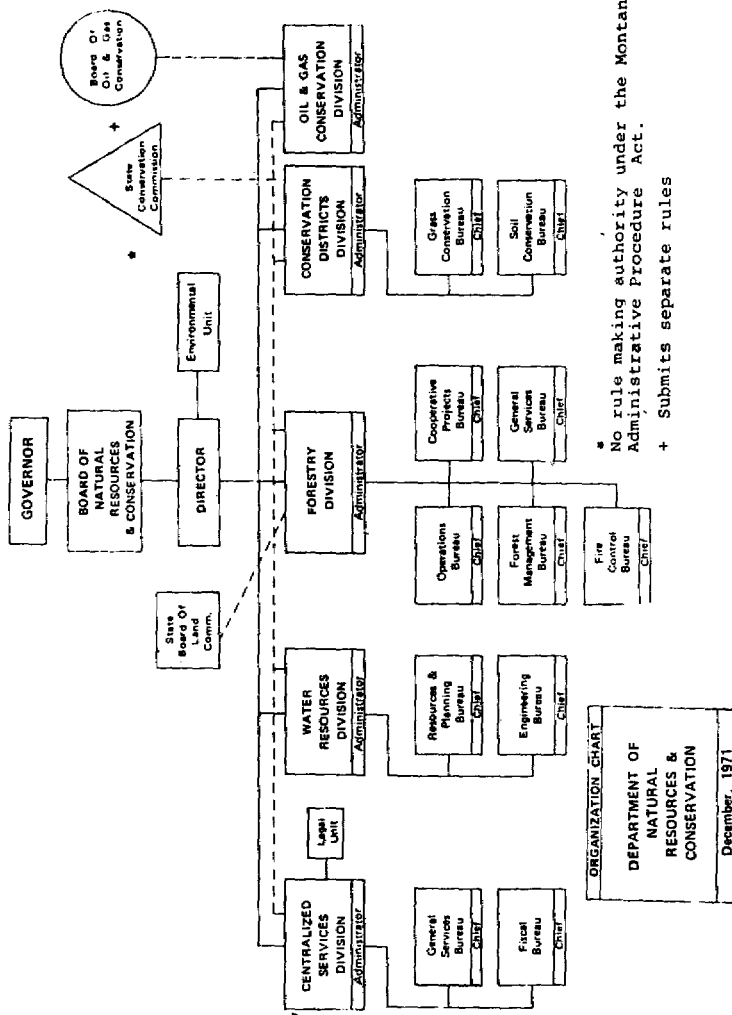 GOVERNOR
BOARD OF
NATURAL
RESOURCES
& CONSERVATION
DIRECTOR
Environmental
Unit
State
Board Of
Land
Comm.
*
State
Conservation
Commission
+
Board Of
Oil & Gas
Conservation
CENTRALIZED
SERVICES
DIVISION
Administrator
Legal
Unit
WATER
RESOURCES
DIVISION
Administrator
FORESTRY
DIVISION
Administrator
CONSERVATION
DISTRICTS
DIVISION
Administrator
OIL & GAS
CONSERVATION
DIVISION
Administrator
General
Services
Bureau
Chief
Fiscal
Bureau
Chief
Resources &
Planning
Bureau
Chief
Engineering
Bureau
Chief
Operations
Bureau
Chief
Cooperative
Projects
Bureau
Chief
Forest
Management
Bureau
Chief
General
Services
Bureau
Chief
Fire
Control
Bureau
Chief
Grass
Conservation
Bureau
Chief
Soil
Conservation
Bureau
Chief
ORGANIZATION CHART
DEPARTMENT OF
NATURAL
RESOURCES &
CONSERVATION
December, 1971
* No rule making authority under the Montan
Administrative Procedure Act.
+ Submits separate rules